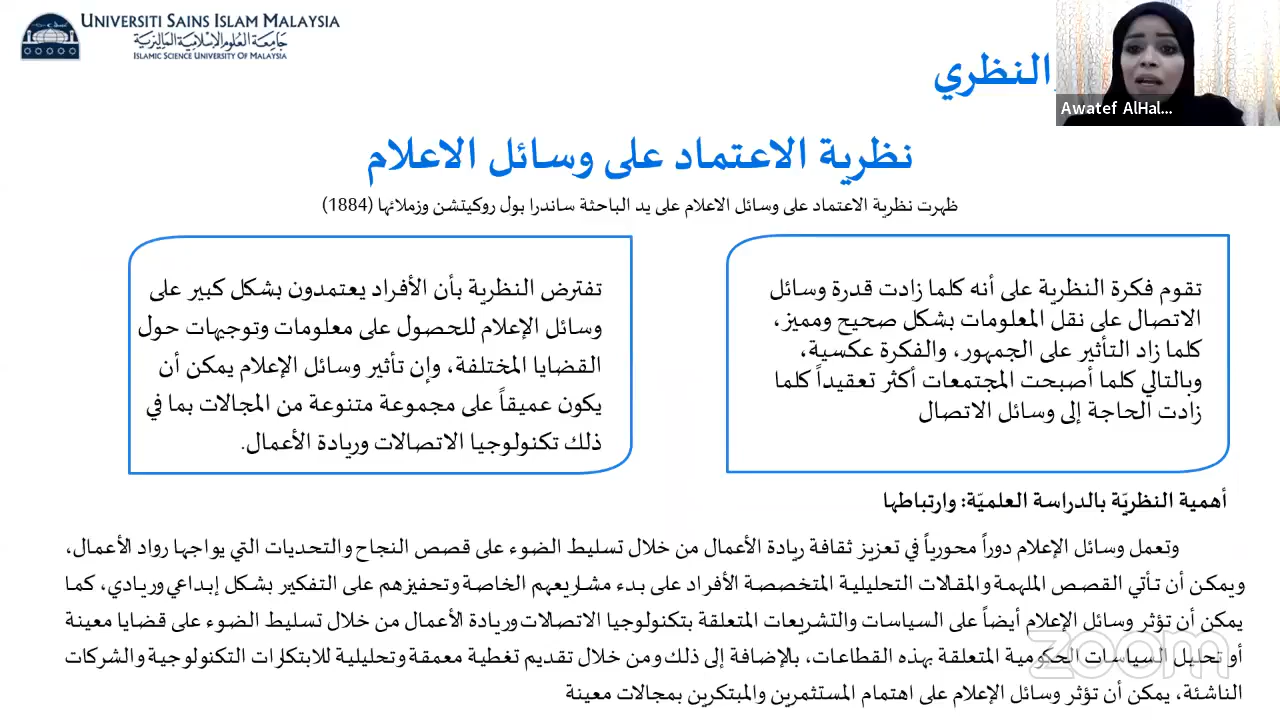 UNIVERSITI SAINS ISLAM MALAYSIA
جامعة العلوم الإسلامية الماليزية
ISLAMIC SCIENCE UNIVERSITY OF MALAYSIA
النظري
Awatef AlHal...
نظرية الاعتماد على وسائل الاعلام
ظهرت نظرية الاعتماد على وسائل الاعلام على يد الباحثة ساندرا بول روكيتشن وزملائها (1884)
تقوم فكرة النظرية على أنه كلما زادت قدرة وسائل
الاتصال على نقل المعلومات بشكل صحيح ومميز،
كلما زاد التأثير على الجمهور، والفكرة عكسية،
وبالتالي كلما أصبحت المجتمعات أكثر تعقيداً كلما
زادت الحاجة إلى وسائل الاتصال
تفترض النظرية بأن الأفراد يعتمدون بشكل كبير على
وسائل الإعلام للحصول على معلومات وتوجيهات حول
القضايا المختلفة، وإن تأثير وسائل الإعلام يمكن أن
يكون عميقاً على مجموعة متنوعة من المجالات بما في
ذلك تكنولوجيا الاتصالات وريادة الأعمال.
أهمية النظريّة بالدراسة العلميّة: وارتباطها
وتعمل وسائل الإعلام دوراً محورياً في تعزيز ثقافة ريادة الأعمال من خلال تسليط الضوء على قصص النجاح والتحديات التي يواجها رواد الأعمال،
ويمكن أن تأتي القصص الملهمة والمقالات التحليلية المتخصصة الأفراد على بدء مشاريعهم الخاصة وتحفيزهم على التفكير بشكل إبداعي وريادي، كما
يمكن أن تؤثر وسائل الإعلام أيضاً على السياسات والتشريعات المتعلقة بتكنولوجيا الاتصالات وريادة الأعمال من خلال تسليط الضوء على قضايا معينة
أو تحليل السياسات الحكومية المتعلقة بهذه القطاعات، بالإضافة إلى ذلك ومن خلال تقديم تغطية معمقة وتحليلية للابتكارات التكنولوجية والشركات
الناشئة، يمكن أن تؤثر وسائل الإعلام على اهتمام المستثمرين والمبتكرين بمجالات معينة
zoom